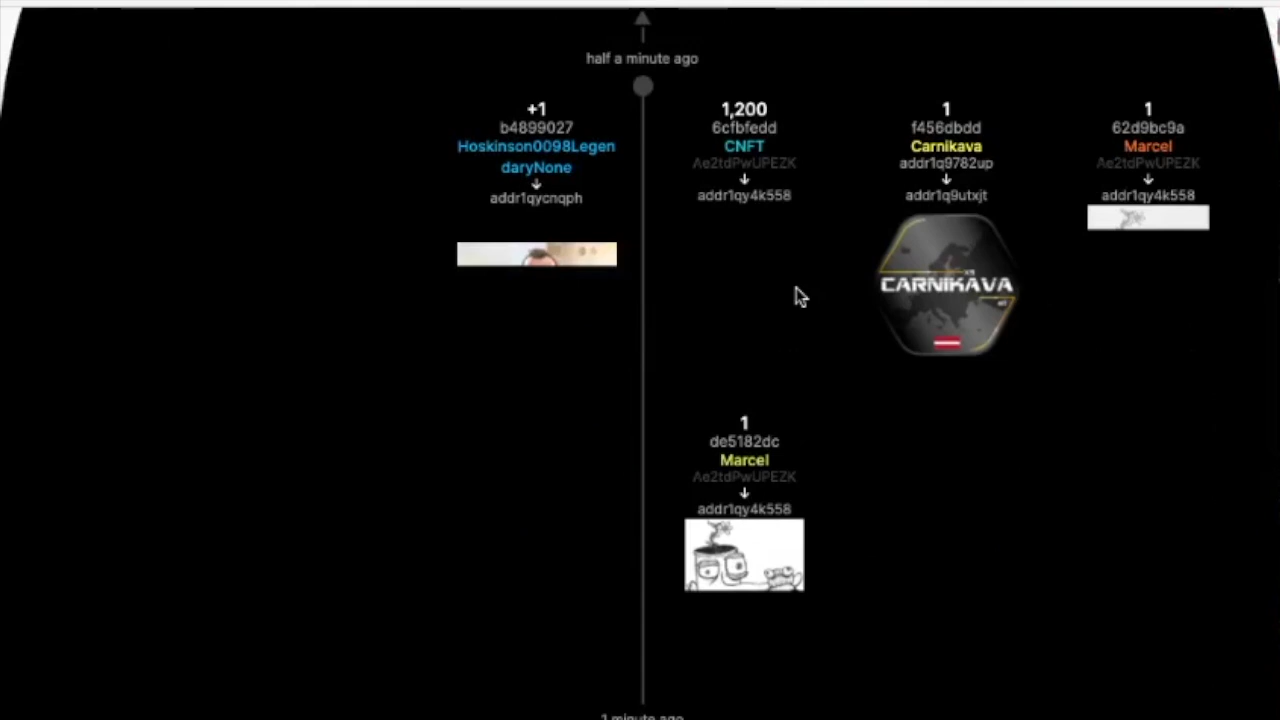 half a minute ago
+1
b4899027
Hoskinson0098Legen
daryNone
addr1qycnqph
1,200
6cfbfedd
CNFT
Ae2tdPwUPEZK
addr1qy4k558
1
f456dbdd
Carnikava
addr1q9782up
addr1q9utxjt
CARNIKAVA
1
62d9bc9a
Marcel
Ae2tdPwUPEZK
addr1qy4k558
1
de5182dc
Marcel
Ae2tdPwUPEZK
addr1qy4k558
1 minute ago